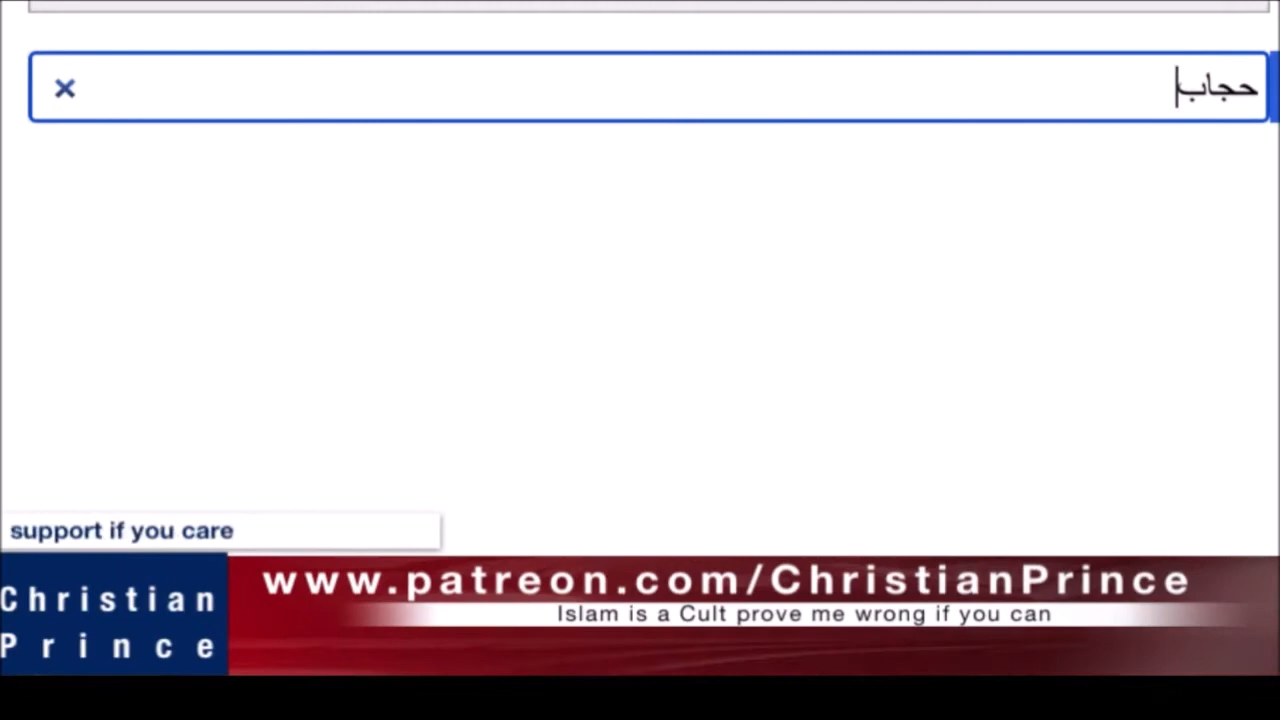 حجاب
support if you care
Christian
Prince
www.patreon.com/ChristianPrince
Islam is a Cult prove me wrong if you can